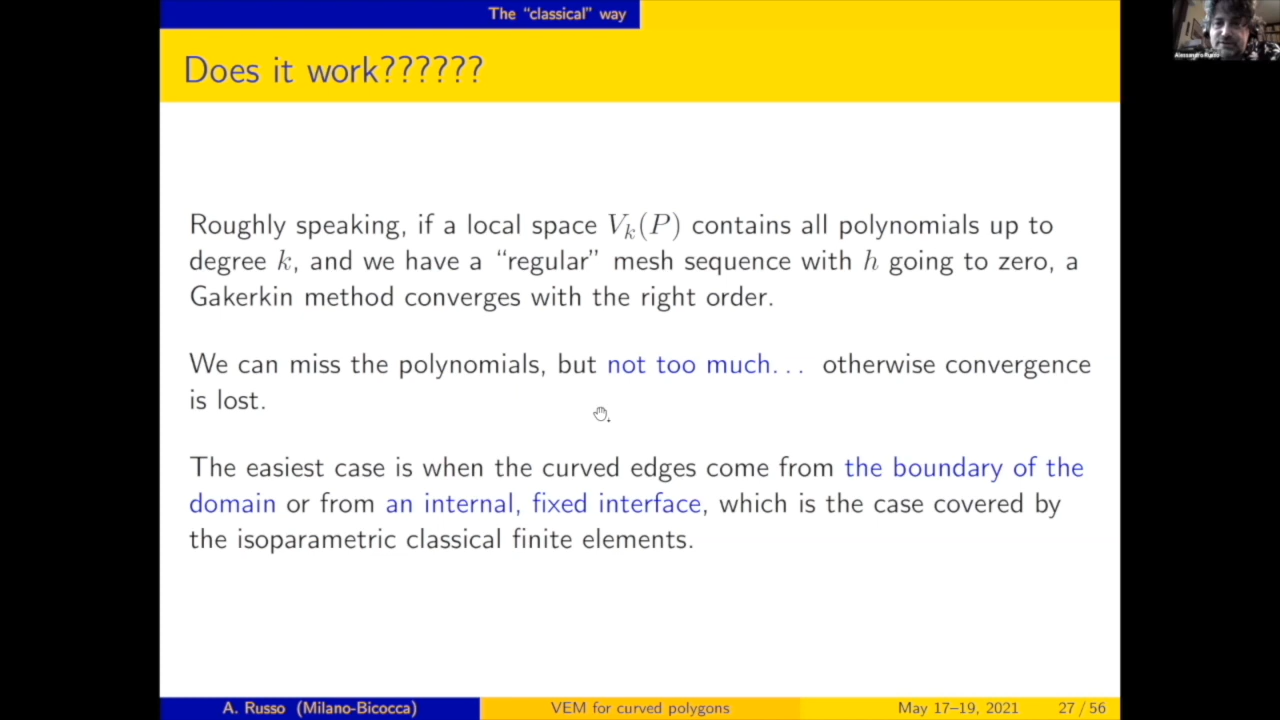 The “classical” way
Does it work??????
Alessandro Russo
Roughly speaking, if a local space V_k(P) contains all polynomials up to
degree k, and we have a “regular” mesh sequence with h going to zero, a
Gakerkin method converges with the right order.
We can miss the polynomials, but not too much... otherwise convergence
is lost.
The easiest case is when the curved edges come from the boundary of the
domain or from an internal, fixed interface, which is the case covered by
the isoparametric classical finite elements.
A. Russo (Milano-Bicocca) VEM for curved polygons May 17–19, 2021 27 / 56